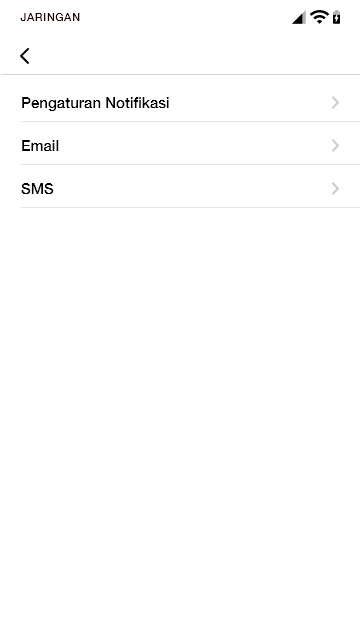 JARINGAN
Pengaturan Notifikasi
Email
SMS